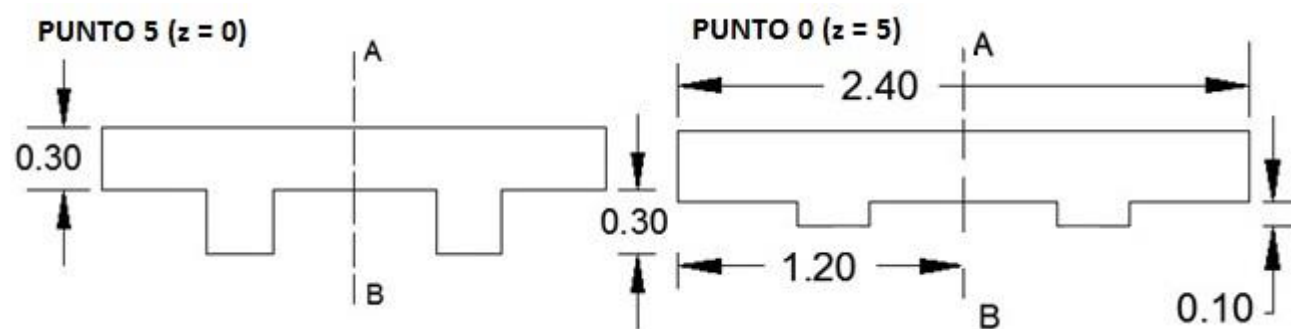 PUNTO 5 (z = 0)
A
0.30
0.30
B
PUNTO 0 (z = 5)
A
2.40
1.20
B
0.10